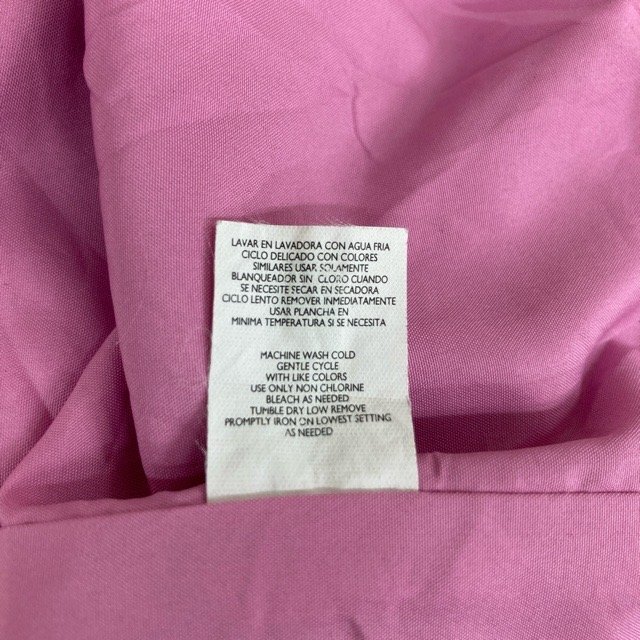 LAVAR EN LAVADORA CON AGUA FRIA
CICLO DELICADO CON COLORES
SIMILARES USAR SOLAMENTE
BLANQUEADOR SIN CLORO CUANDO
SE NECESITE SECAR EN SECADORA
CICLO LENTO REMOVER INMEDIATAMENTE
USAR PLANCHA EN
MINIMA TEMPERATURA SI SE NECESITA
MACHINE WASH COLD
GENTLE CYCLE
WITH LIKE COLORS
USE ONLY NON CHLORINE
BLEACH AS NEEDED
TUMBLE DRY LOW REMOVE
PROMPTLY IRON ON LOWEST SETTING
AS NEEDED